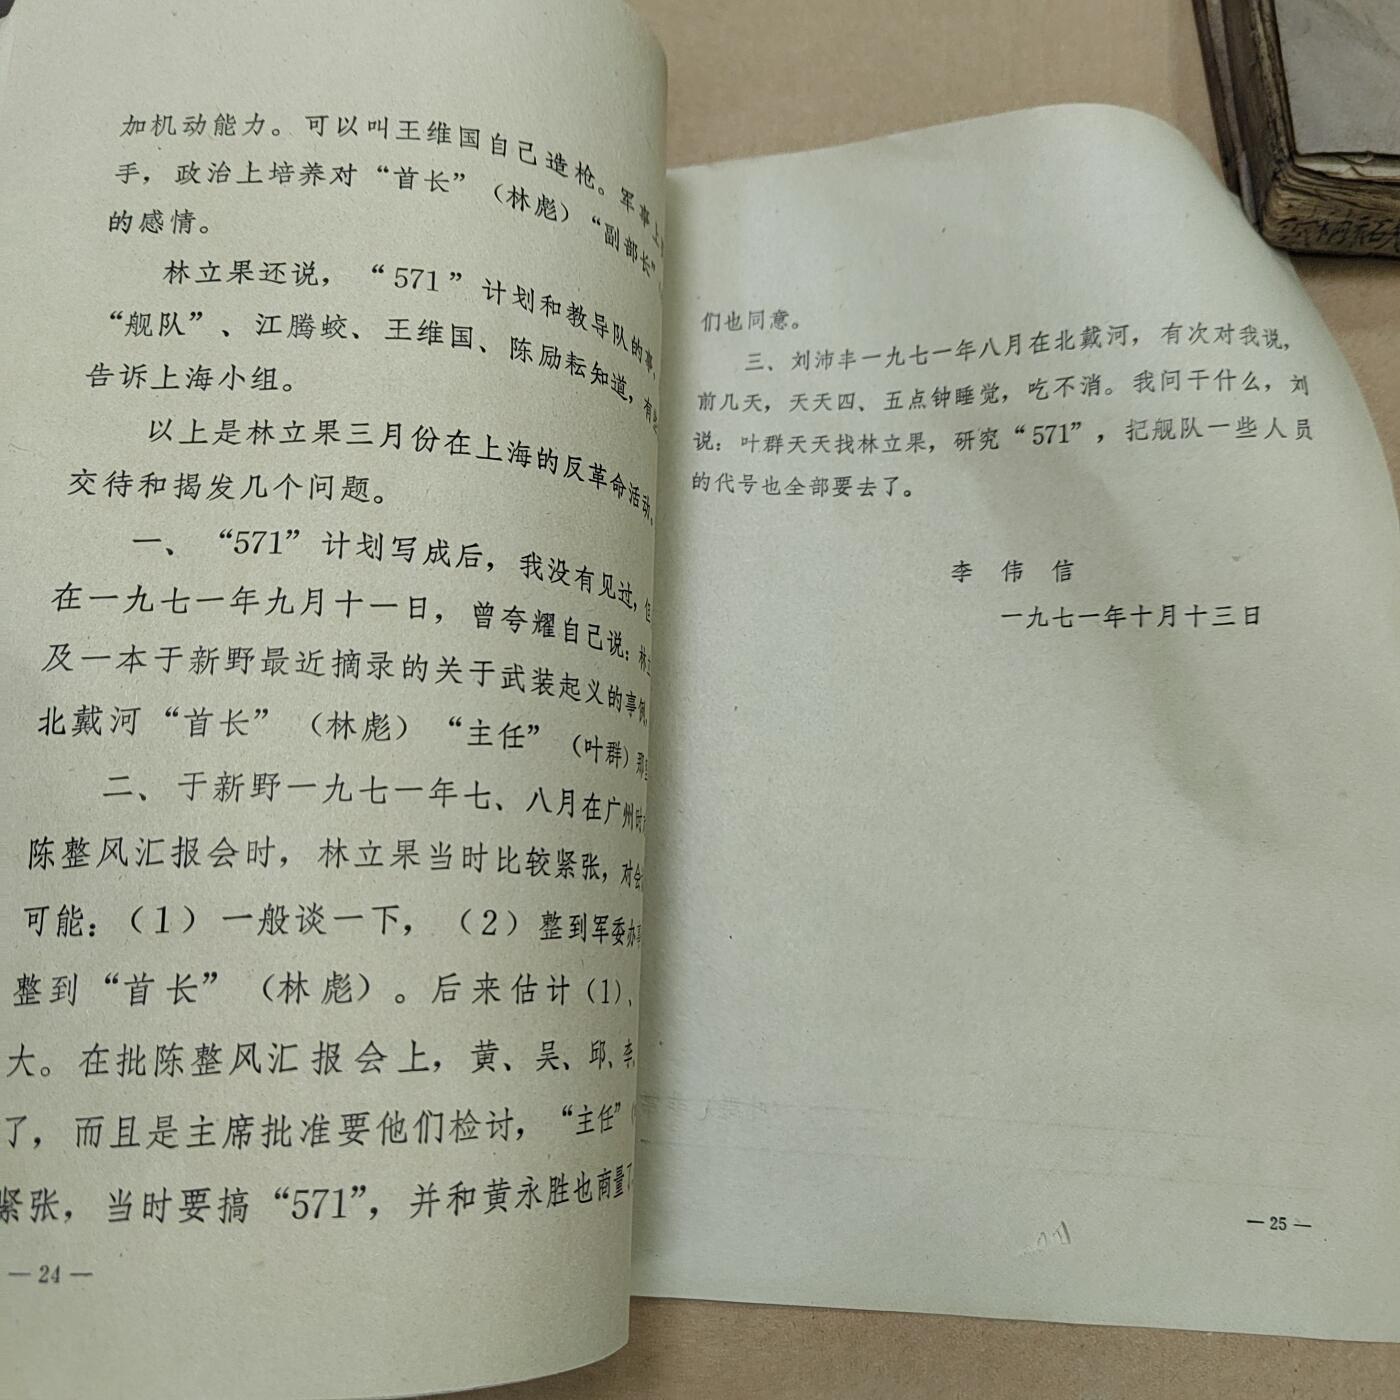 加机动能力。可以叫王维国自己造枪。军事上
手，政治上培养对“首长”（林彪）“副部长”
的感情。
林立果还说，“571”计划和教导队的事，
“舰队”、江腾蛟、王维国、陈励耘知道，有些
告诉上海小组。
以上是林立果三月份在上海的反革命活动。
交待和揭发几个问题。
一、“571”计划写成后，我没有见过，但
在一九七一年九月十一日，曾夸耀自己说：林立
及一本于新野最近摘录的关于武装起义的事例，
北戴河“首长”（林彪）“主任”（叶群）那里
二、于新野一九七一年七、八月在广州时
陈整风汇报会时，林立果当时比较紧张，对会
可能：（1）一般谈一下，（2）整到军委办事
整到“首长”（林彪）。后来估计(1)、
大。在批陈整风汇报会上，黄、吴、邱、李、
了，而且是主席批准要他们检讨，“主任”（
紧张，当时要搞“571”，并和黄永胜也商量了，
— 24 —
们也同意。
三、刘沛丰一九七一年八月在北戴河，有次对我说，
前几天，天天四、五点钟睡觉，吃不消。我问干什么，刘
说：叶群天天找林立果，研究“571”，把舰队一些人员
的代号也全部要去了。
李 伟 信
一九七一年十月十三日
— 25 —